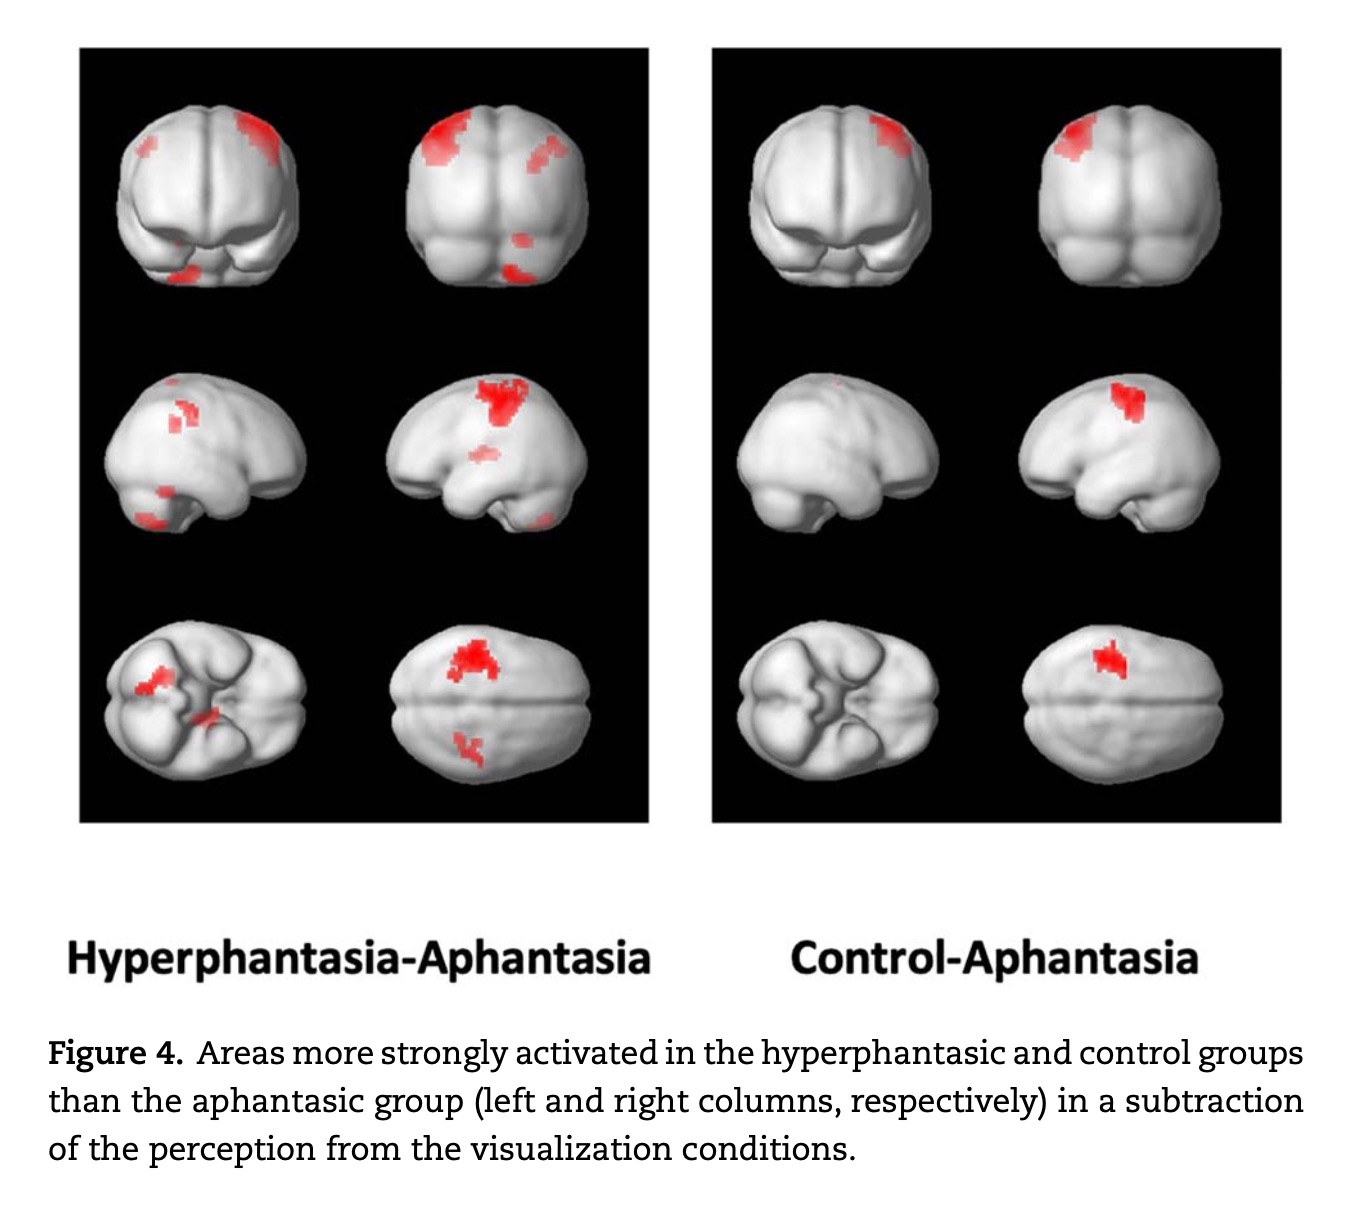 Hyperphantasia-Aphantasia
Control-Aphantasia
Figure 4. Areas more strongly activated in the hyperphantasic and control groups
than the aphantasic group (left and right columns, respectively) in a subtraction
of the perception from the visualization conditions.